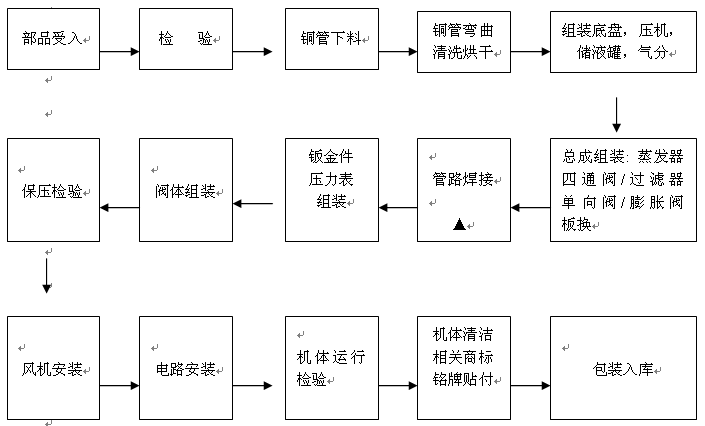 部品受入
检 验
铜管下料
铜管弯曲
清洗烘干
组装底盘，压机，
储液罐，气分
总成组装：蒸发器
四通阀/过滤器
单向阀/膨胀阀
板换
管路焊接
▲
钣金件
压力表
组装
阀体组装
保压检验
风机安装
电路安装
机体运行
检验
机体清洁
相关商标
铭牌贴付
包装入库